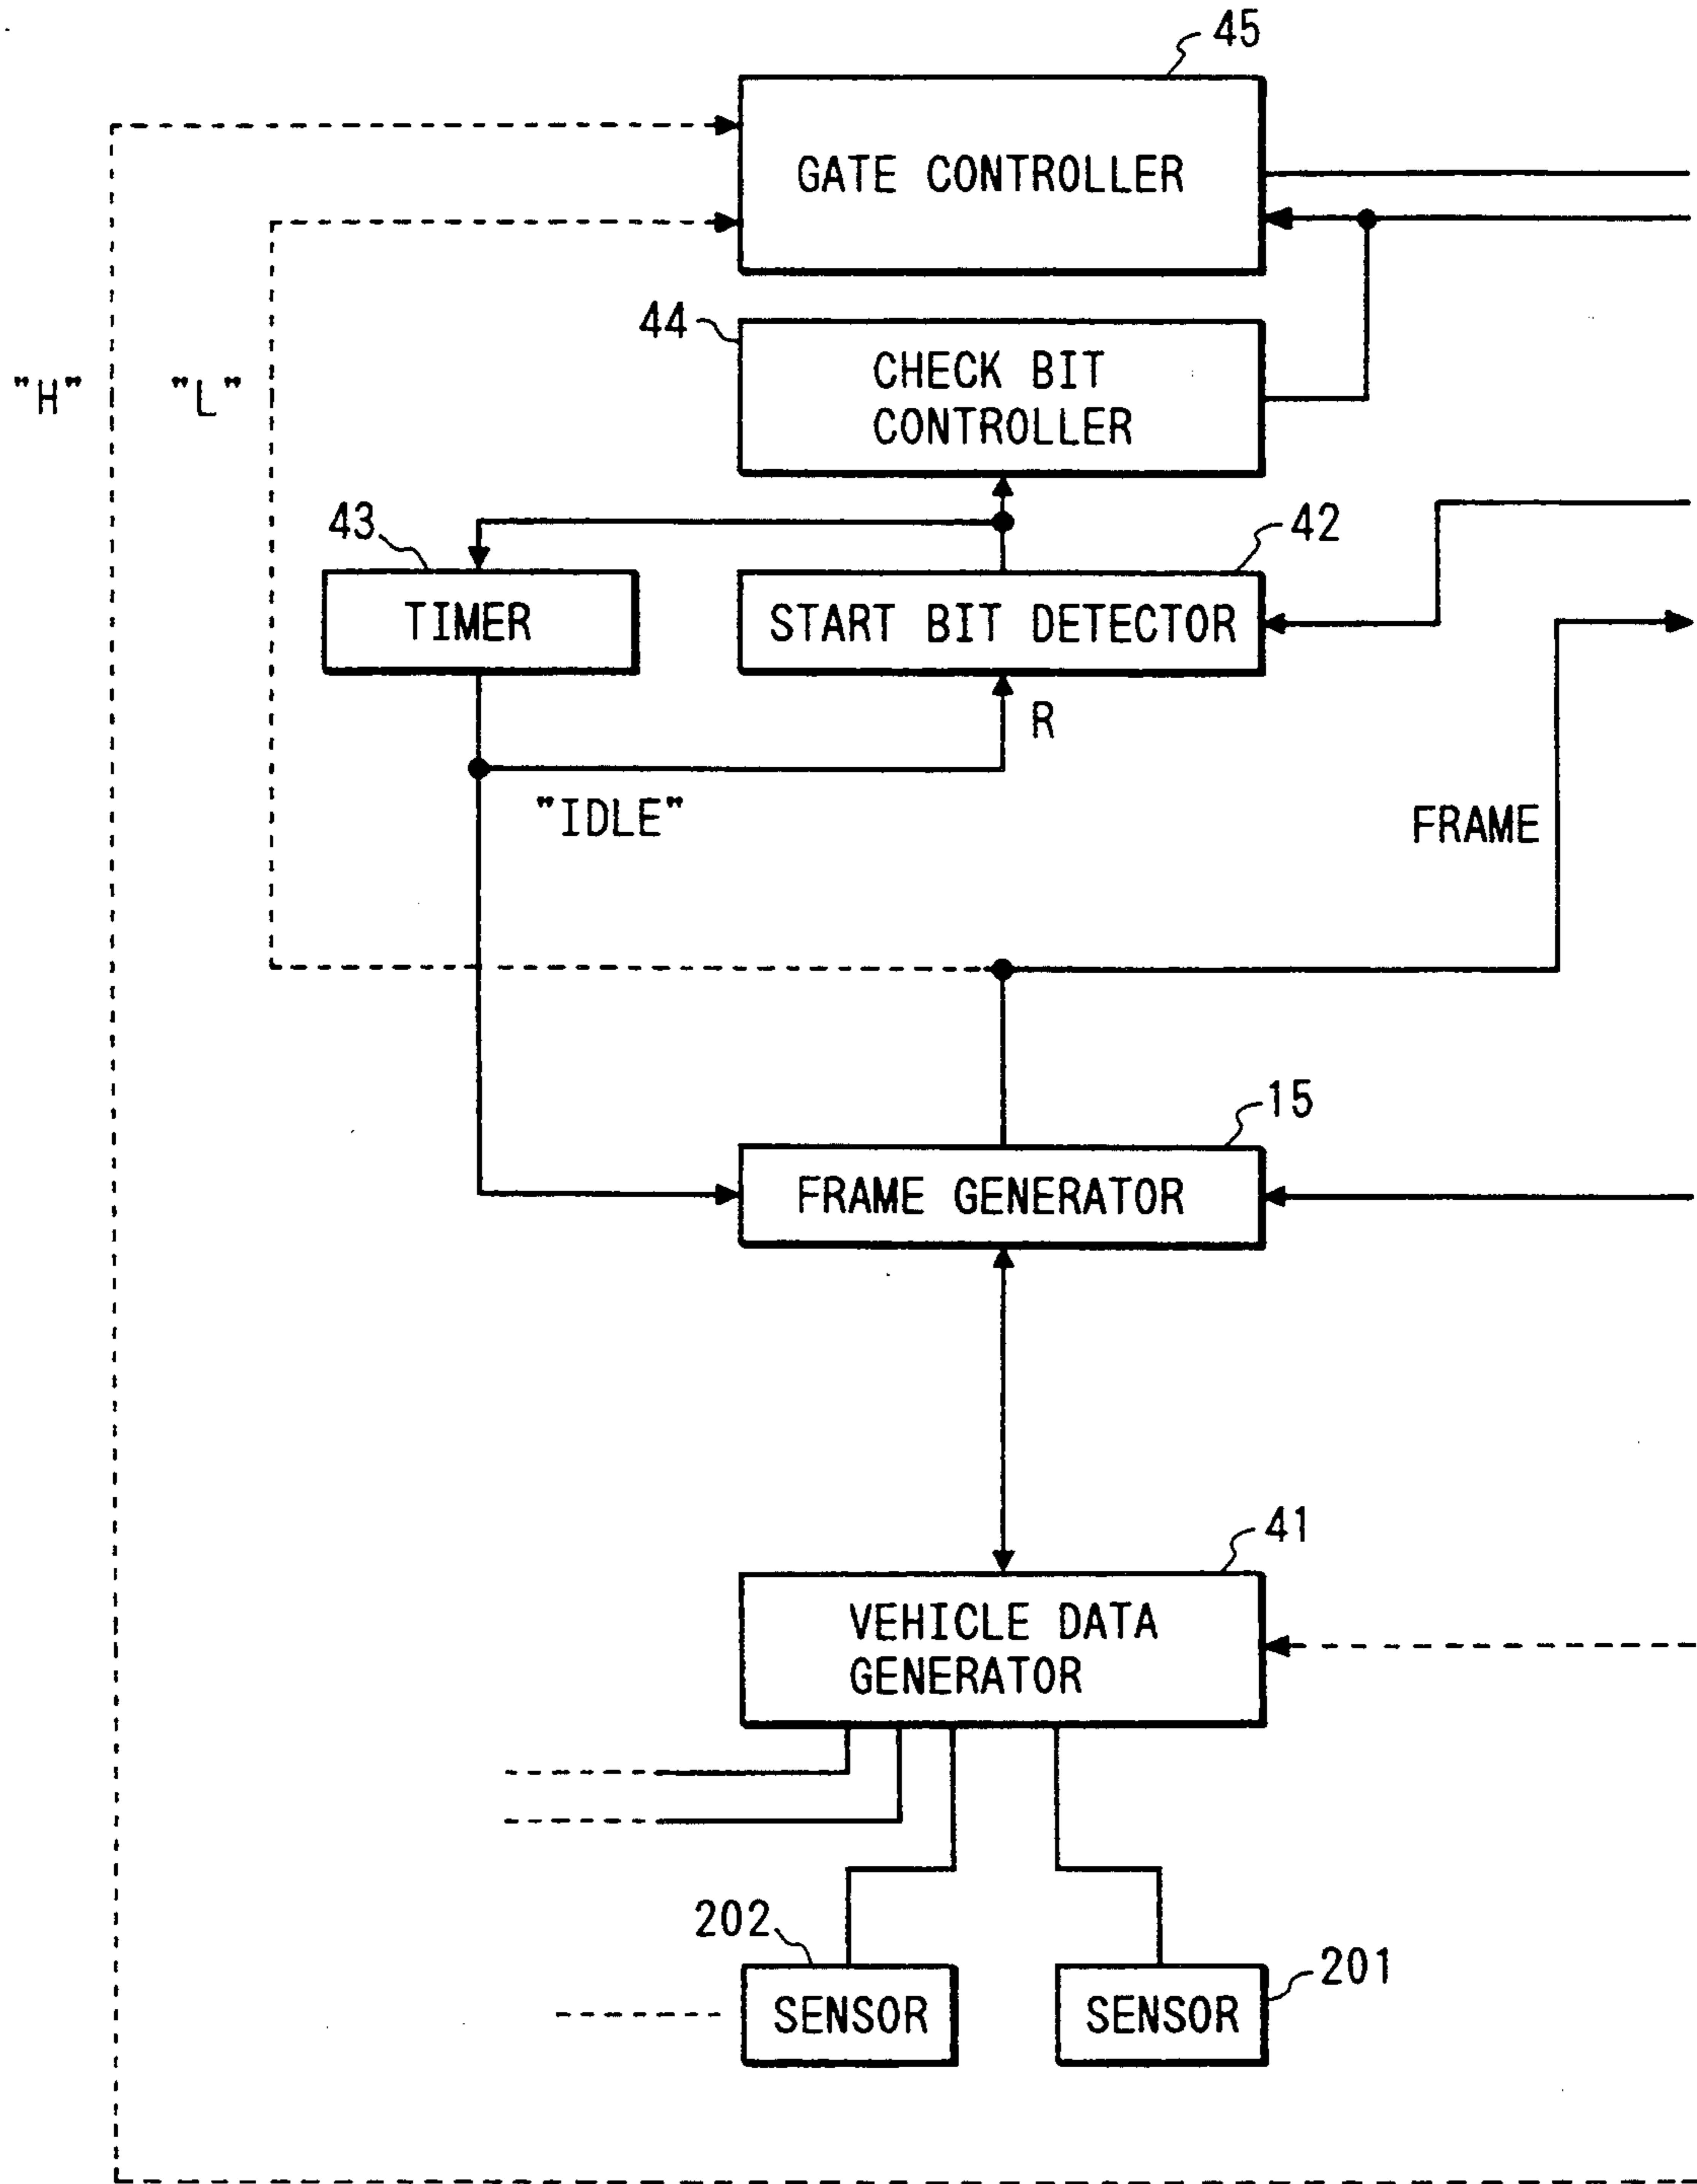 45
GATE CONTROLLER
44
CHECK BIT
CONTROLLER
"H"
"L"
43
42
TIMER
START BIT DETECTOR
R
"IDLE"
FRAME
15
FRAME GENERATOR
41
VEHICLE DATA
GENERATOR
202
201
SENSOR
SENSOR